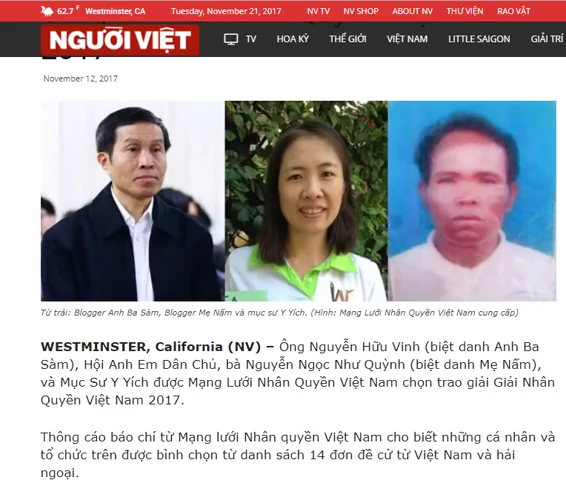 62.7 F Westminster, CA Tuesday, November 21, 2017 NV TV NV SHOP ABOUT NV THƯ VIỆN RAO VẶT
NGƯỜI VIỆT TV HOA KỲ THẾ GIỚI VIỆT NAM LITTLE SAIGON GIẢI TRÍ
2017
November 12, 2017
Từ trái: Blogger Anh Ba Sàm, Blogger Mẹ Nấm và mục sư Y Yích. (Hình: Mạng Lưới Nhân Quyền Việt Nam cung cấp)
WESTMINSTER, California (NV) – Ông Nguyễn Hữu Vinh (biệt danh Anh Ba
Sàm), Hội Anh Em Dân Chủ, bà Nguyễn Ngọc Như Quỳnh (biệt danh Mẹ Nấm),
và Mục Sư Y Yích được Mạng Lưới Nhân Quyền Việt Nam chọn trao giải Giải Nhân
Quyền Việt Nam 2017.
Thông cáo báo chí từ Mạng lưới Nhân quyền Việt Nam cho biết những cá nhân và
tổ chức trên được bình chọn từ danh sách 14 đơn đề cử từ Việt Nam và hải
ngoại.